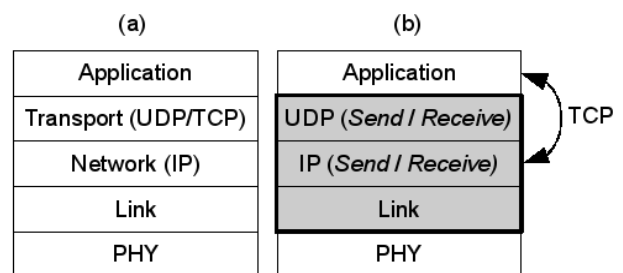 (a)
Application
Transport (UDP/TCP)
Network (IP)
Link
PHY
(b)
Application
UDP (Send / Receive)
IP (Send / Receive)
Link
PHY
TCP